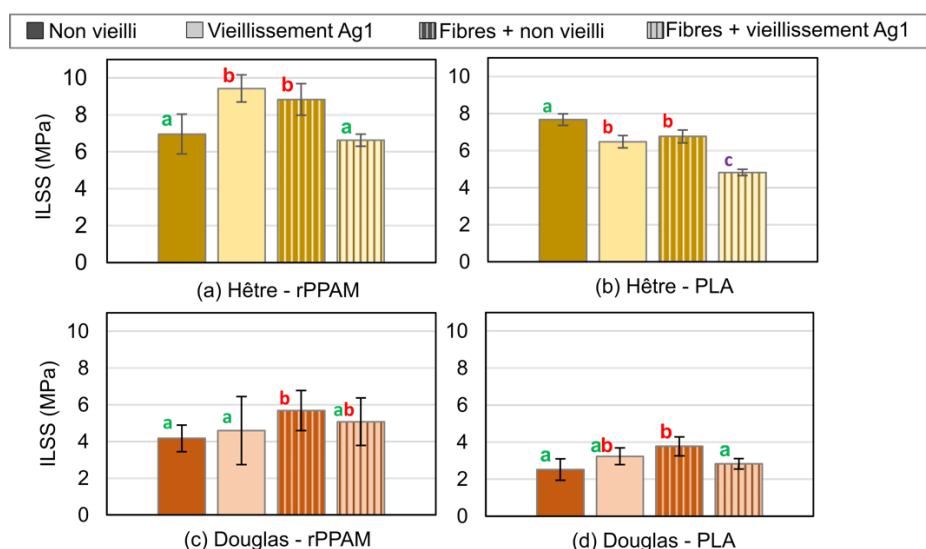 Non vieilli Vieillissement Ag1 Fibres + non vieilli Fibres + vieillissement Ag1
ILSS (MPa)
10
8
6
4
2
0
a b b a
(a) Hêtre - rPPAM
10
8
6
4
2
0
a b b c
(b) Hêtre - PLA
ILSS (MPa)
10
8
6
4
2
0
a a b ab
(c) Douglas - rPPAM
10
8
6
4
2
0
a ab b a
(d) Douglas - PLA